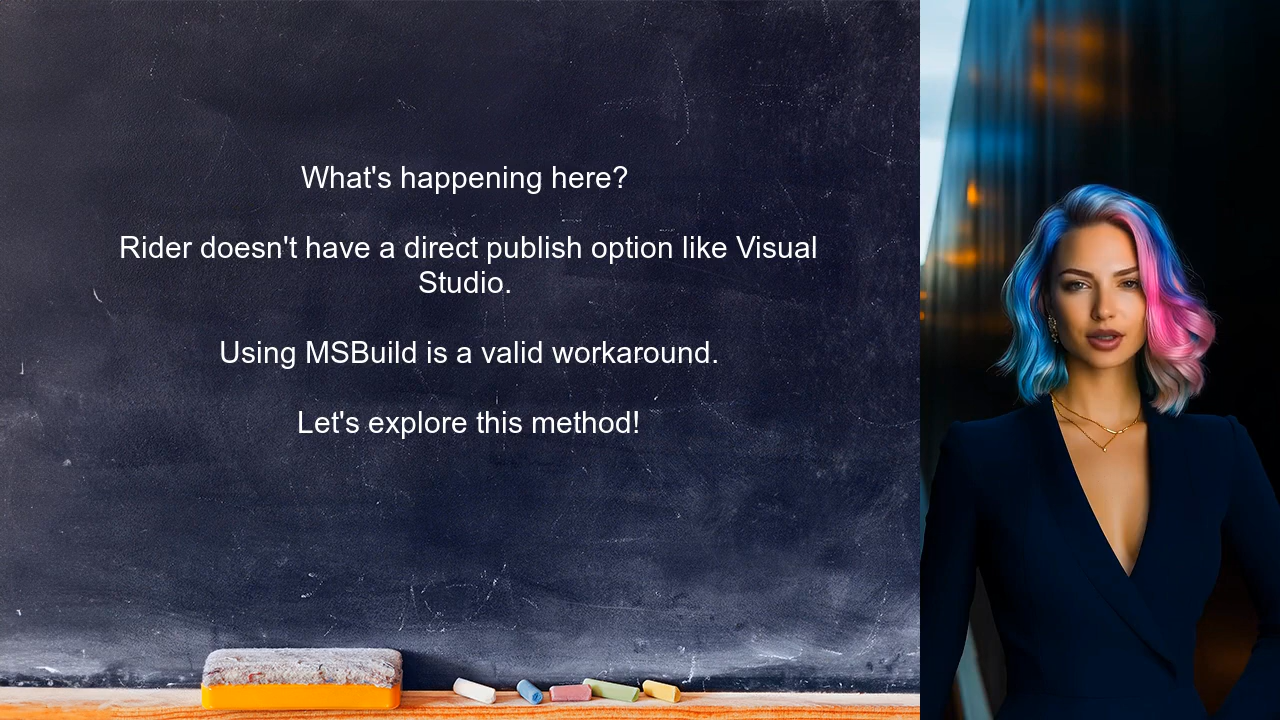 What's happening here?
Rider doesn't have a direct publish option like Visual
Studio.
Using MSBuild is a valid workaround.
Let's explore this method!